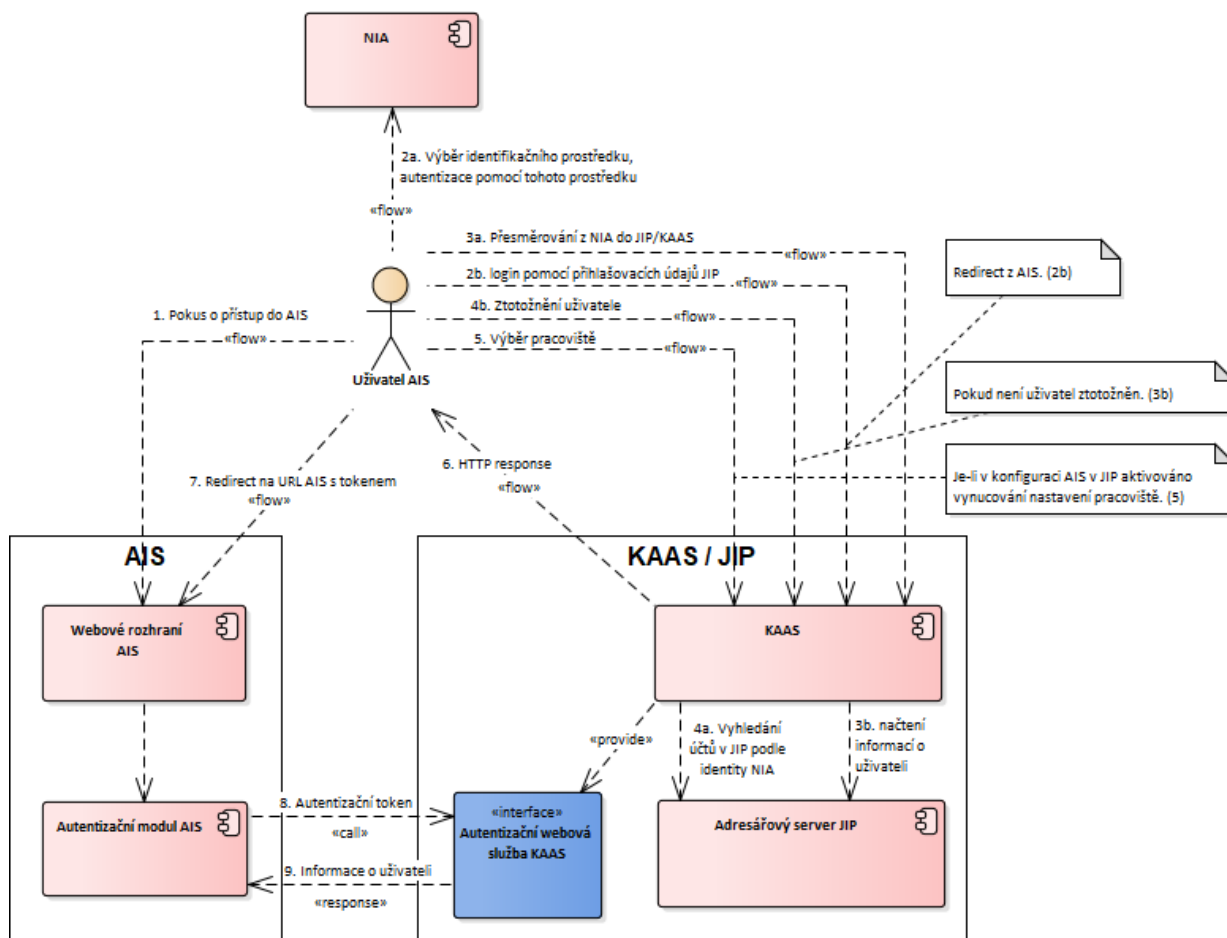 NIA
2a. Výběr identifikačního prostředku,
autentizace pomocí tohoto prostředku
«flow»
3a. Přesměrování z NIA do JIP/KAAS
«flow»
2b. login pomocí přihlašovacích údajů JIP
«flow»
4b. Ztotožnění uživatele
«flow»
5. Výběr pracoviště
«flow»
Redirect z AIS. (2b)
1. Pokus o přístup do AIS
«flow»
Uživatel AIS
Pokud není uživatel ztotožněn. (3b)
6. HTTP response
«flow»
7. Redirect na URL AIS s tokenem
«flow»
Je-li v konfiguraci AIS v JIP aktivováno
vynucování nastavení pracoviště. (5)
AIS
KAAS / JIP
Webové rozhraní
AIS
KAAS
«provide»
4a. Vyhledání
účtů v JIP podle
identity NIA
3b. načtení
informací o
uživateli
Autentizační modul AIS
8. Autentizační token
«call»
9. Informace o uživateli
«response»
«interface»
Autentizační webová
služba KAAS
Adresářový server JIP